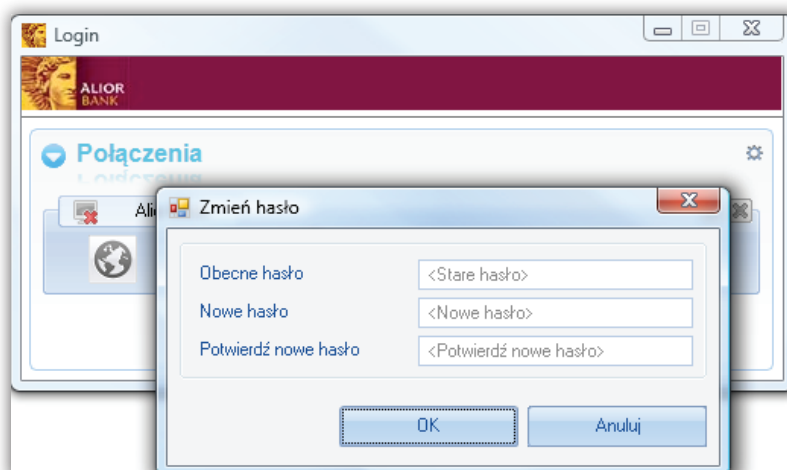 Login
ALIOR
BANK
Połączenia
Zmień hasło
Obecne hasło <Stare hasło>
Nowe hasło <Nowe hasło>
Potwierdź nowe hasło <Potwierdź nowe hasło>
OK Anuluj